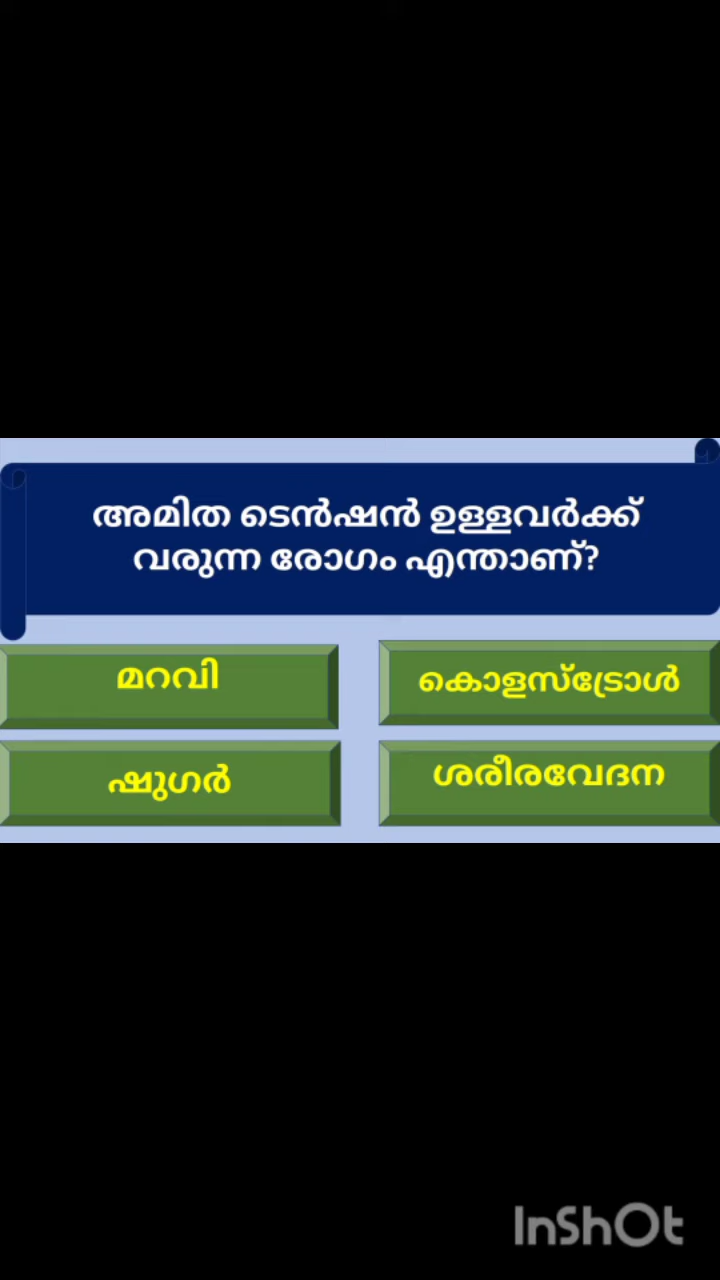 അമിത ടെൻഷൻ ഉള്ളവർക്ക്
വരുന്ന രോഗം എന്താണ്?
മറവി
കൊളസ്ട്രോൾ
ഷുഗർ
ശരീരവേദന
InShOt